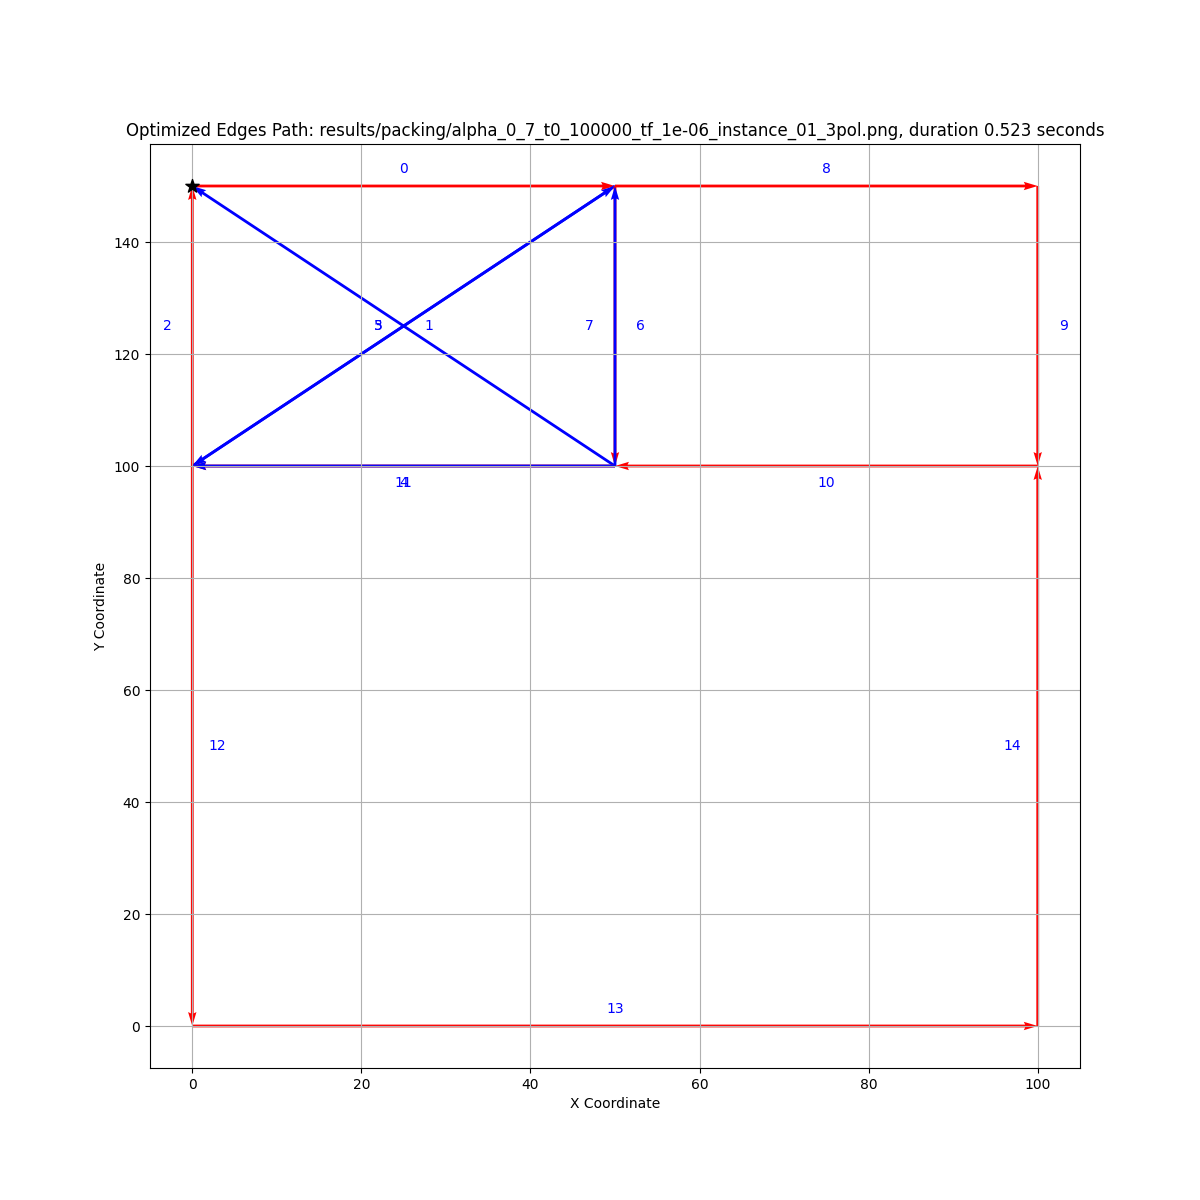 Optimized Edges Path: results/packing/alpha_0_7_t0_100000_tf_1e-06_instance_01_3pol.png, duration 0.523 seconds
0 8
140
2 1 7 6 9
120
100
11 10
80
Y Coordinate
60
12 14
40
20
13
0
0 20 40 60 80 100
X Coordinate